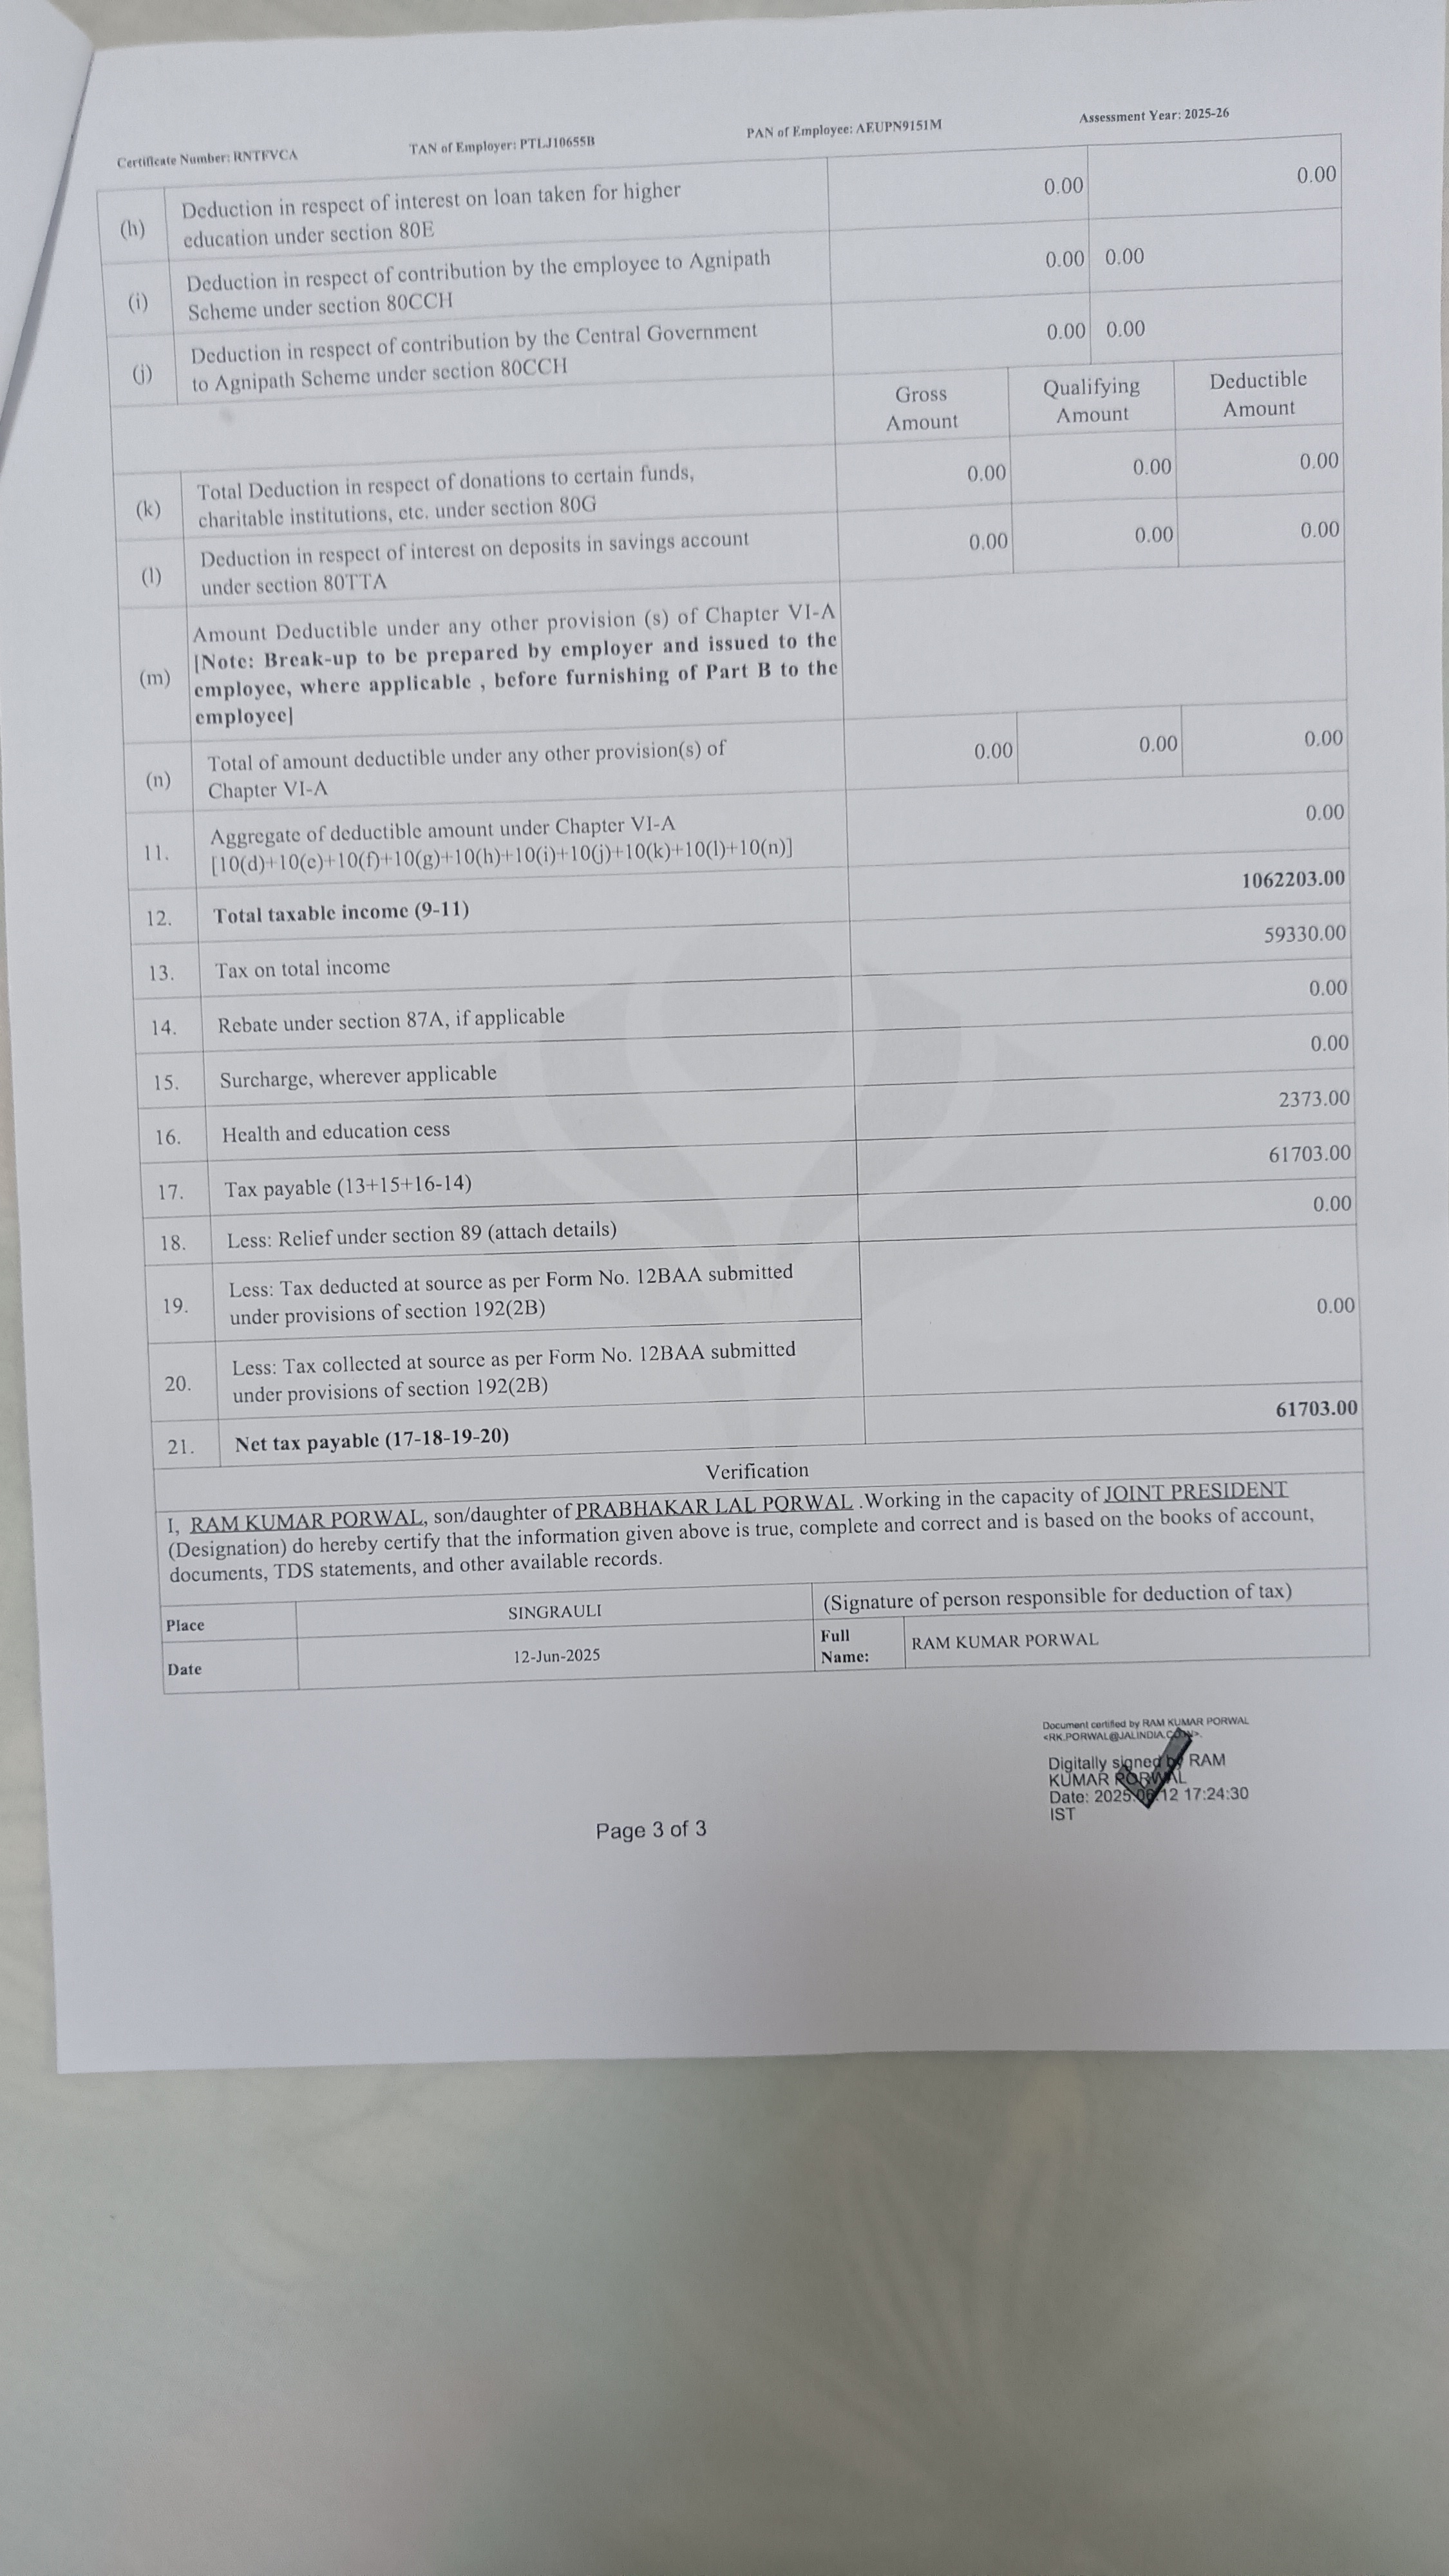 Certificate Number: RNTFVCA TAN of Employer: PTLJ10655B PAN of Employee: AEUPN9151M Assessment Year: 2025-26
(h) Deduction in respect of interest on loan taken for higher 0.00 0.00
education under section 80E
(i) Deduction in respect of contribution by the employee to Agnipath 0.00 0.00
Scheme under section 80CCH
(j) Deduction in respect of contribution by the Central Government 0.00 0.00
to Agnipath Scheme under section 80CCH
Gross Qualifying Deductible
Amount Amount Amount
(k) Total Deduction in respect of donations to certain funds, 0.00 0.00 0.00
charitable institutions, etc. under section 80G
(l) Deduction in respect of interest on deposits in savings account 0.00 0.00 0.00
under section 80TTA
(m) Amount Deductible under any other provision (s) of Chapter VI-A
[Note: Break-up to be prepared by employer and issued to the
employee, where applicable , before furnishing of Part B to the
employee]
(n) Total of amount deductible under any other provision(s) of 0.00 0.00 0.00
Chapter VI-A
11. Aggregate of deductible amount under Chapter VI-A 0.00
[10(d)+10(e)+10(f)+10(g)+10(h)+10(i)+10(j)+10(k)+10(l)+10(n)]
12. Total taxable income (9-11) 1062203.00
13. Tax on total income 59330.00
14. Rebate under section 87A, if applicable 0.00
15. Surcharge, wherever applicable 0.00
16. Health and education cess 2373.00
17. Tax payable (13+15+16-14) 61703.00
18. Less: Relief under section 89 (attach details) 0.00
19. Less: Tax deducted at source as per Form No. 12BAA submitted
under provisions of section 192(2B) 0.00
20. Less: Tax collected at source as per Form No. 12BAA submitted
under provisions of section 192(2B)
21. Net tax payable (17-18-19-20) 61703.00
Verification
I, RAM KUMAR PORWAL, son/daughter of PRABHAKAR LAL PORWAL .Working in the capacity of JOINT PRESIDENT
(Designation) do hereby certify that the information given above is true, complete and correct and is based on the books of account,
documents, TDS statements, and other available records.
Place SINGRAULI (Signature of person responsible for deduction of tax)
Date 12-Jun-2025 Full Name: RAM KUMAR PORWAL
Document certified by RAM KUMAR PORWAL
<RK.PORWAL@JALINDIA.CO.IN>.
Digitally signed by RAM
KUMAR PORWAL
Date: 2025.06.12 17:24:30
IST
Page 3 of 3